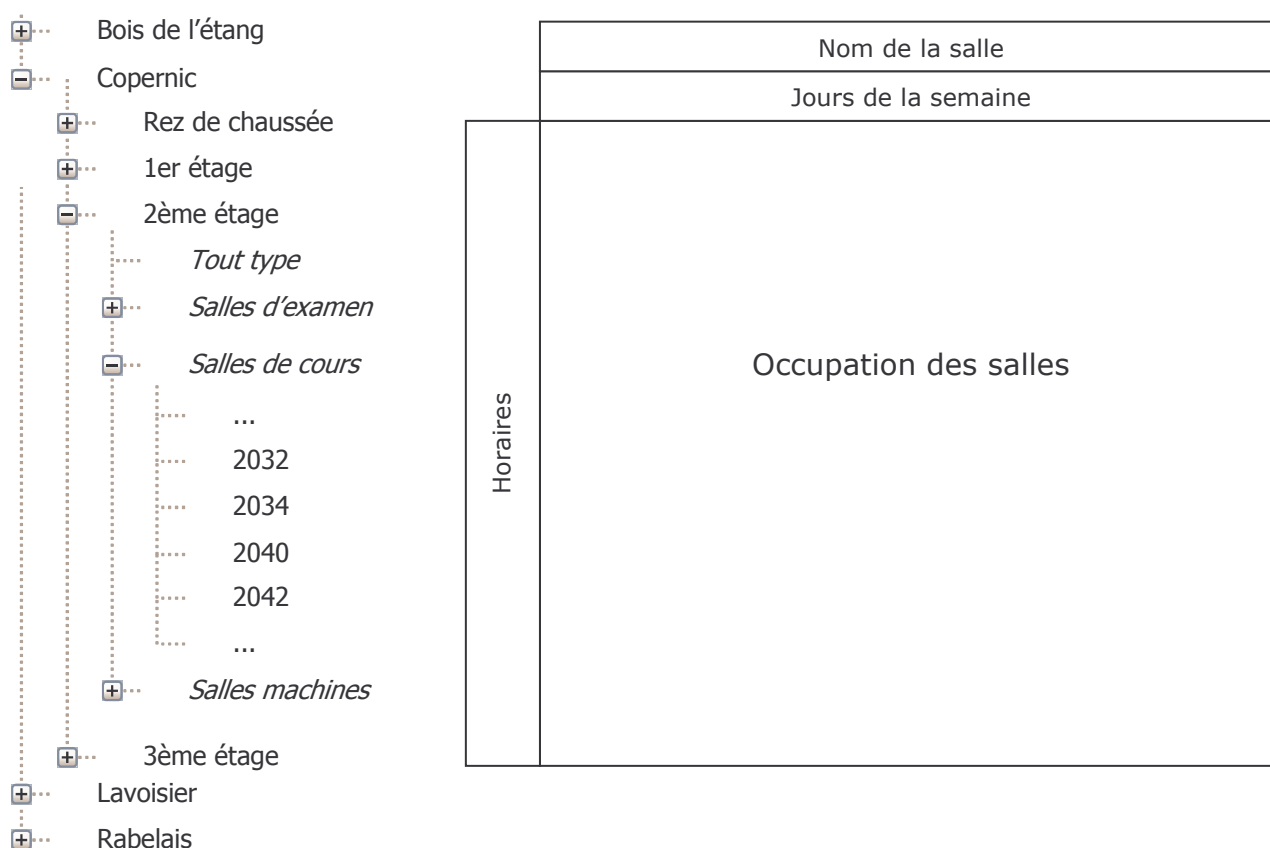 Bois de l’étang
Copernic
Rez de chaussée
1er étage
2ème étage
Tout type
Salles d’examen
Salles de cours
...
2032
2034
2040
2042
...
Salles machines
3ème étage
Lavoisier
Rabelais
Nom de la salle
Jours de la semaine
Horaires
Occupation des salles